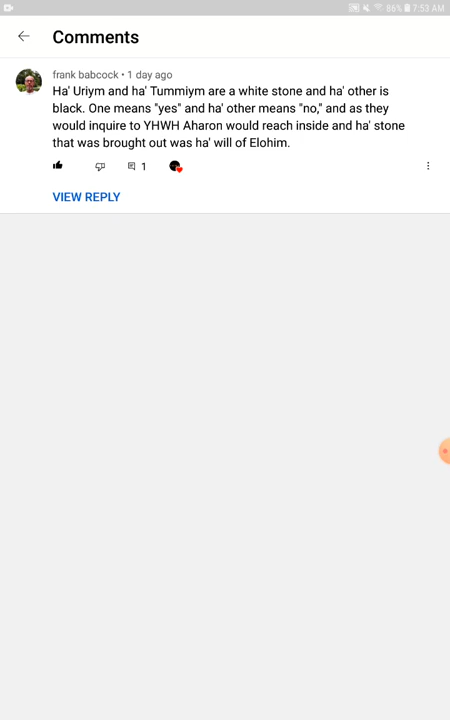 86% 7:53 AM
Comments
frank babcock • 1 day ago
Ha' Uriym and ha' Tummiym are a white stone and ha' other is
black. One means "yes" and ha' other means "no," and as they
would inquire to YHWH Aharon would reach inside and ha' stone
that was brought out was ha' will of Elohim.
1
VIEW REPLY